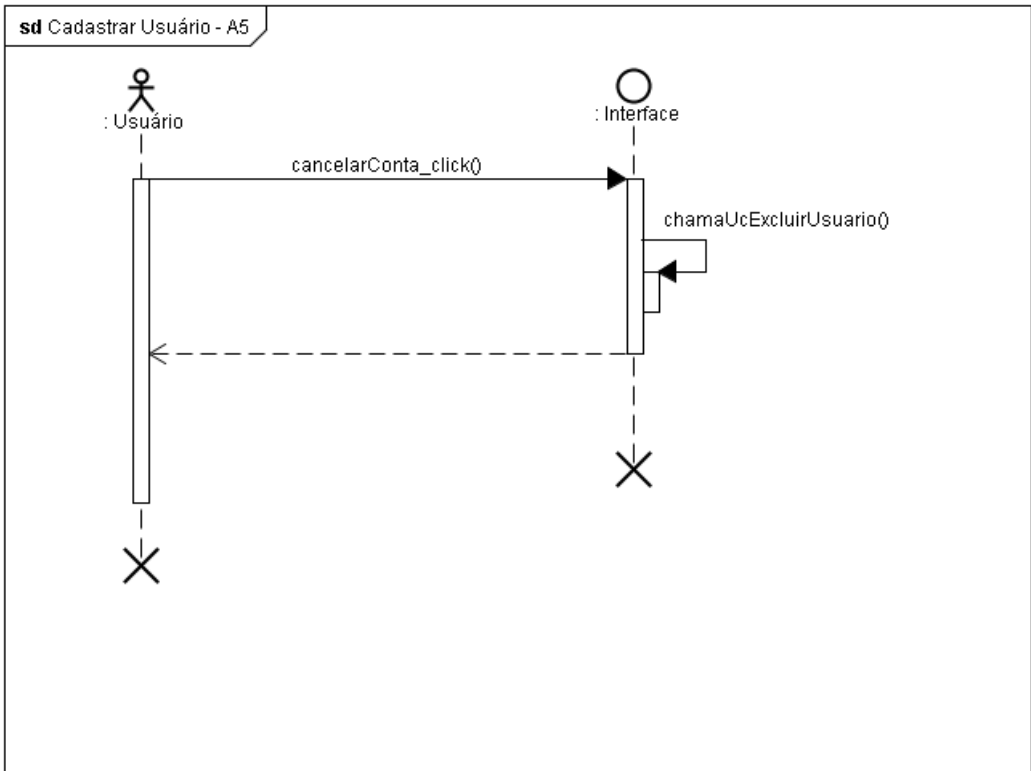 sd Cadastrar Usuário - A5
: Usuário
: Interface
cancelarConta_click()
chamaUcExcluirUsuario()